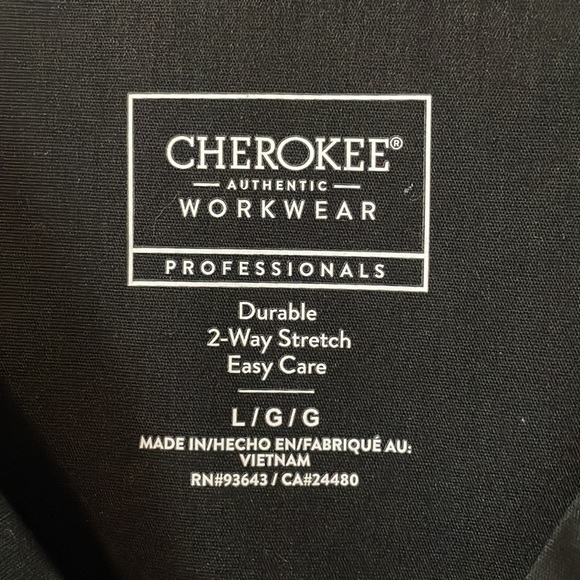 CHEROKEE®
AUTHENTIC
WORKWEAR
PROFESSIONALS
Durable
2-Way Stretch
Easy Care
L/G/G
MADE IN/HECHO EN/FABRIQUÉ AU:
VIETNAM
RN#93643 / CA#24480